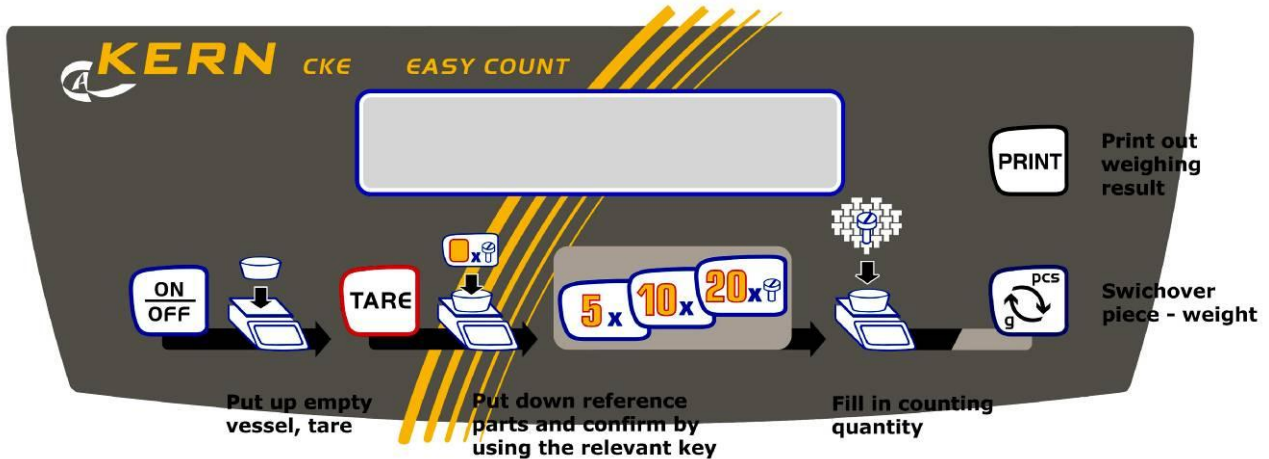 KERN CKE EASY COUNT
PRINT
Print out
weighing
result
ON
OFF
TARE
x
5x
10x
20x
pcs
g
Swichover
piece - weight
Put up empty
vessel, tare
Put down reference
parts and confirm by
using the relevant key
Fill in counting
quantity